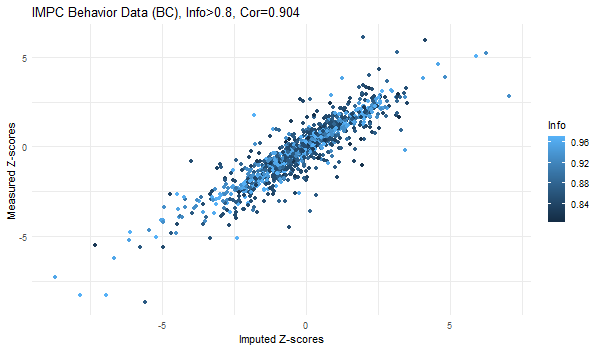 IMPC Behavior Data (BC), Info>0.8, Cor=0.904
Measured Z-scores
5
0
-5
-5
0
5
Imputed Z-scores
Info
0.96
0.92
0.88
0.84